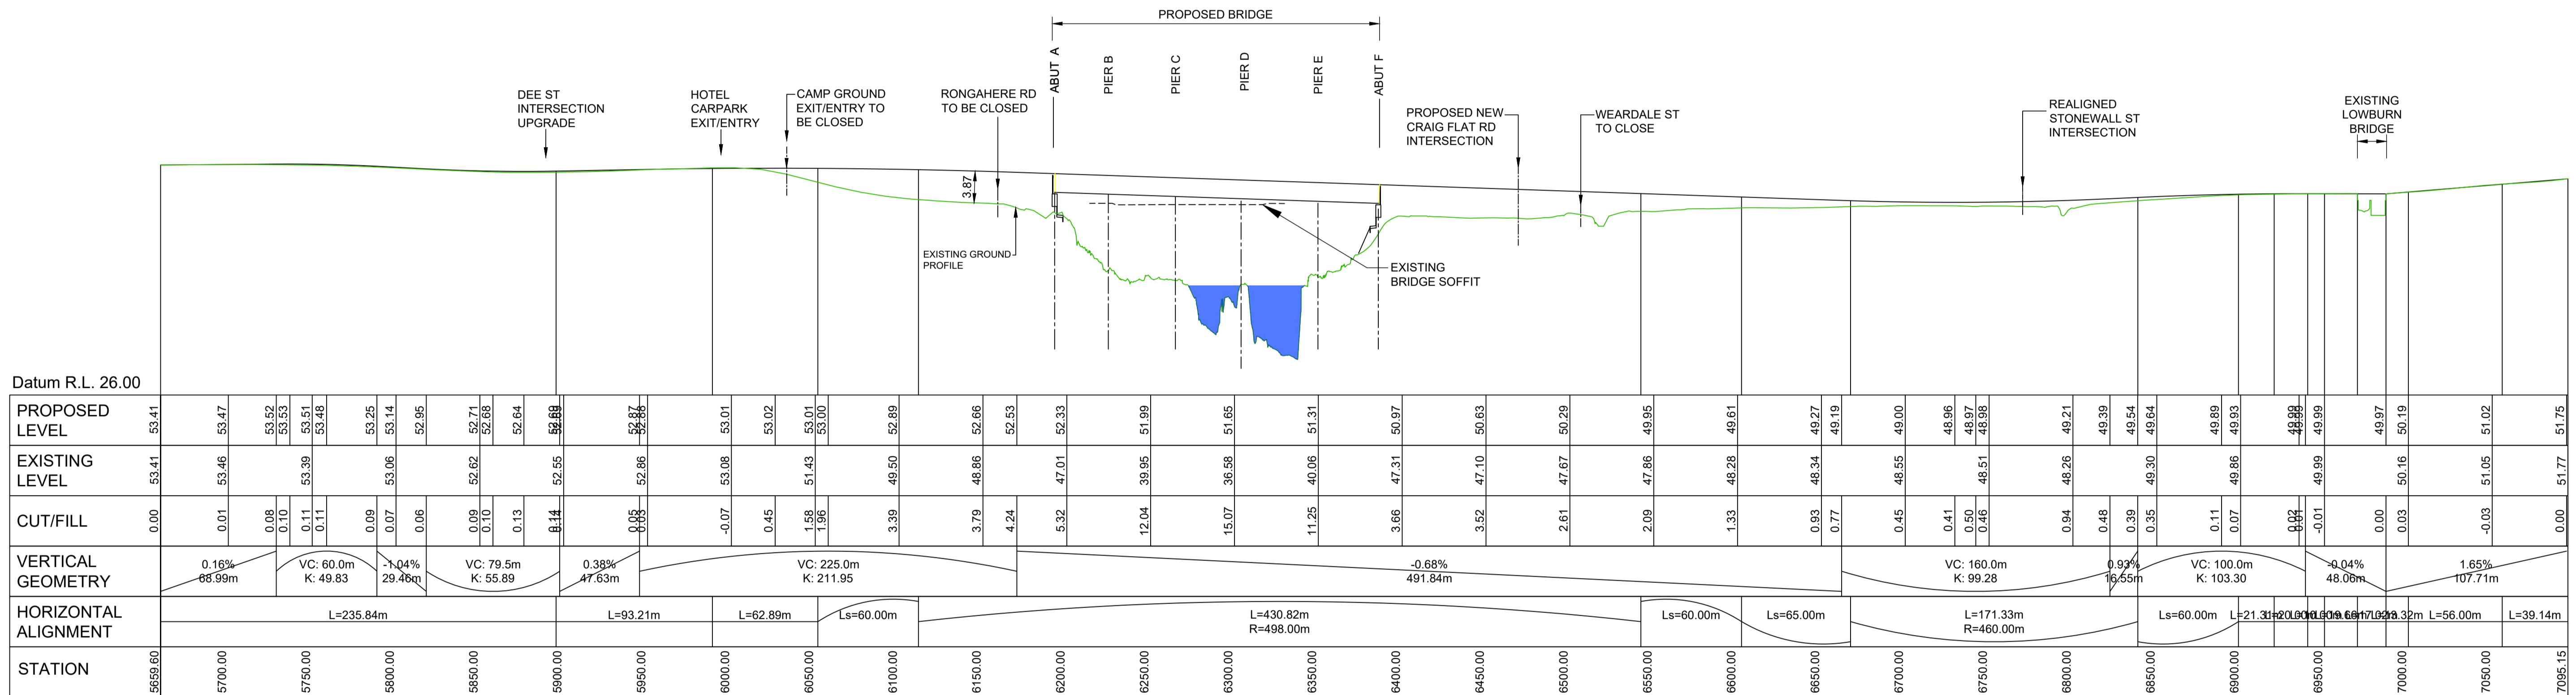 PROPOSED BRIDGE
ABUT A
PIER B
PIER C
PIER D
PIER E
ABUT F
DEE ST
INTERSECTION
UPGRADE
HOTEL
CARPARK
EXIT/ENTRY
CAMP GROUND
EXIT/ENTRY TO
BE CLOSED
RONGAHERE RD
TO BE CLOSED
PROPOSED NEW
CRAIG FLAT RD
INTERSECTION
WEARDALE ST
TO CLOSE
REALIGNED
STONEWALL ST
INTERSECTION
EXISTING
LOWBURN
BRIDGE
3.87
EXISTING GROUND
PROFILE
EXISTING
BRIDGE SOFFIT
Datum R.L. 26.00
PROPOSED
LEVEL
53.41 53.47 53.52 53.53 53.51 53.48 53.25 53.14 52.95 52.71 52.68 52.64 52.69 52.87 52.88 53.01 53.02 53.01 53.00 52.89 52.66 52.53 52.33 51.99 51.65 51.31 50.97 50.63 50.29 49.95 49.61 49.27 49.19 49.00 48.96 48.97 48.98 49.21 49.39 49.54 49.64 49.89 49.93 49.99 49.99 49.97 50.19 51.02 51.75
EXISTING
LEVEL
53.41 53.46 53.39 53.06 52.62 52.55 52.86 53.08 51.43 49.50 48.86 47.01 39.95 36.58 40.06 47.31 47.10 47.67 47.86 48.28 48.34 48.55 48.51 48.26 49.30 49.86 49.99 50.16 51.05 51.77
CUT/FILL
0.00 0.01 0.08 0.10 0.11 0.11 0.09 0.07 0.06 0.09 0.10 0.13 0.14 0.14 0.05 0.03 -0.07 0.45 1.58 1.96 3.39 3.79 4.24 5.32 12.04 15.07 11.25 3.66 3.52 2.61 2.09 1.33 0.93 0.77 0.45 0.41 0.50 0.46 0.94 0.48 0.39 0.35 0.11 0.07 0.02 0.01 -0.01 0.00 0.03 -0.03 0.00
VERTICAL
GEOMETRY
0.16% VC: 60.0m -1.04% VC: 79.5m 0.38% VC: 225.0m -0.68% VC: 160.0m 0.93% VC: 100.0m -0.04% 1.65%
68.99m K: 49.83 29.46m K: 55.89 47.63m K: 211.95 491.84m K: 99.28 16.55m K: 103.30 48.06m 107.71m
HORIZONTAL
ALIGNMENT
L=235.84m L=93.21m L=62.89m Ls=60.00m L=430.82m Ls=60.00m Ls=65.00m L=171.33m Ls=60.00m L=56.00m L=39.14m
R=498.00m R=460.00m
STATION
5659.60 5700.00 5750.00 5800.00 5850.00 5900.00 5950.00 6000.00 6050.00 6100.00 6150.00 6200.00 6250.00 6300.00 6350.00 6400.00 6450.00 6500.00 6550.00 6600.00 6650.00 6700.00 6750.00 6800.00 6850.00 6900.00 6950.00 7000.00 7050.00 7095.15